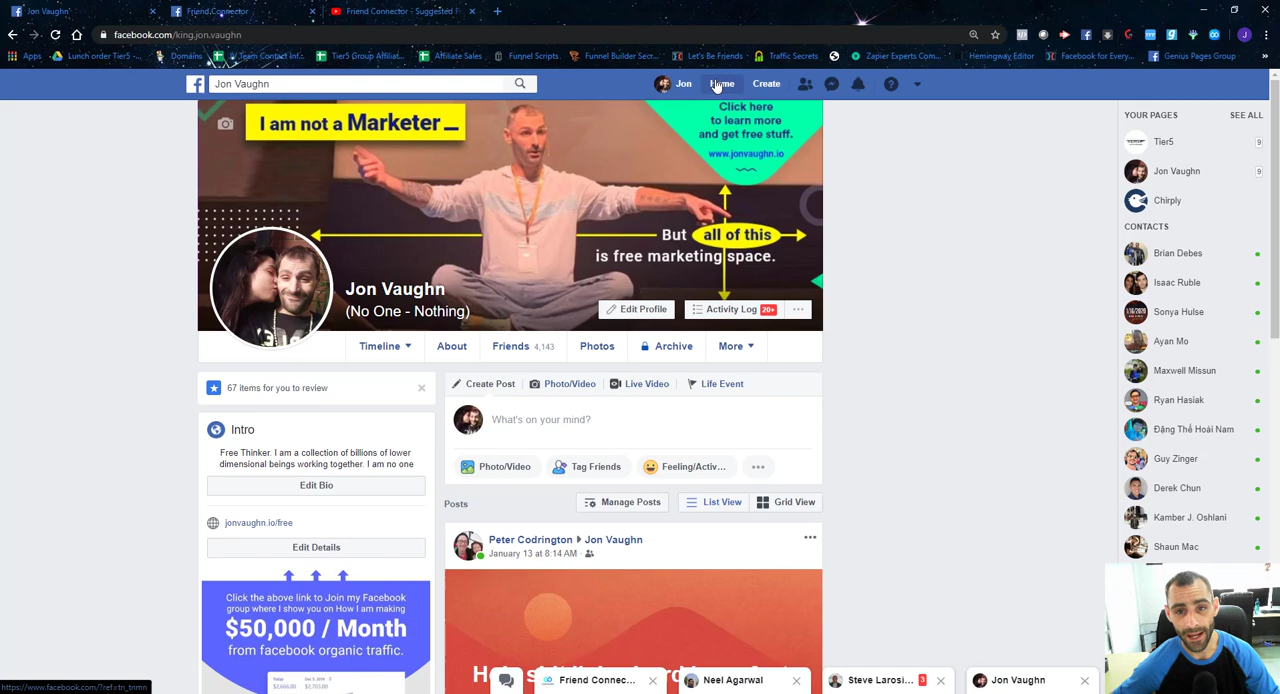 Jon Vaughn
Friend Connector
Friend Connector - Suggested F
facebook.com/king.jon.vaughn
Apps
Lunch order Tier5 -...
Domains
AI Team Contact Inf...
Tier5 Group Affiliat...
Affiliate Sales
Funnel Scripts
Funnel Builder Secr...
Let's Be Friends
Traffic Secrets
Zapier Experts Com...
Hemingway Editor
Facebook for Every...
Genius Pages Group
Jon Vaughn
Jon
Home
Create
I am not a Marketer _
Click here
to learn more
and get free stuff.
www.jonvaughn.io
But all of this
is free marketing space.
Jon Vaughn
(No One - Nothing)
Edit Profile
Activity Log 20+
Timeline
About
Friends 4,143
Photos
Archive
More
67 items for you to review
Intro
Free Thinker. I am a collection of billions of lower
dimensional beings working together. I am no one
Edit Bio
jonvaughn.io/free
Edit Details
Click the above link to Join my Facebook
group where I show you on How I am making
$50,000 / Month
from facebook organic traffic.
Create Post
Photo/Video
Live Video
Life Event
What's on your mind?
Photo/Video
Tag Friends
Feeling/Activ...
Posts
Manage Posts
List View
Grid View
Peter Codrington ▸ Jon Vaughn
January 13 at 8:14 AM
YOUR PAGES
SEE ALL
Tier5 9
Jon Vaughn 9
Chirply
CONTACTS
Brian Debes
Isaac Ruble
Sonya Hulse
Ayan Mo
Maxwell Missun
Ryan Hasiak
Đặng Thế Hoài Nam
Guy Zinger
Derek Chun
Kamber J. Oshlani
Shaun Mac
Friend Connec...
Neel Agarwal
Steve Larosi... 3
Jon Vaughn